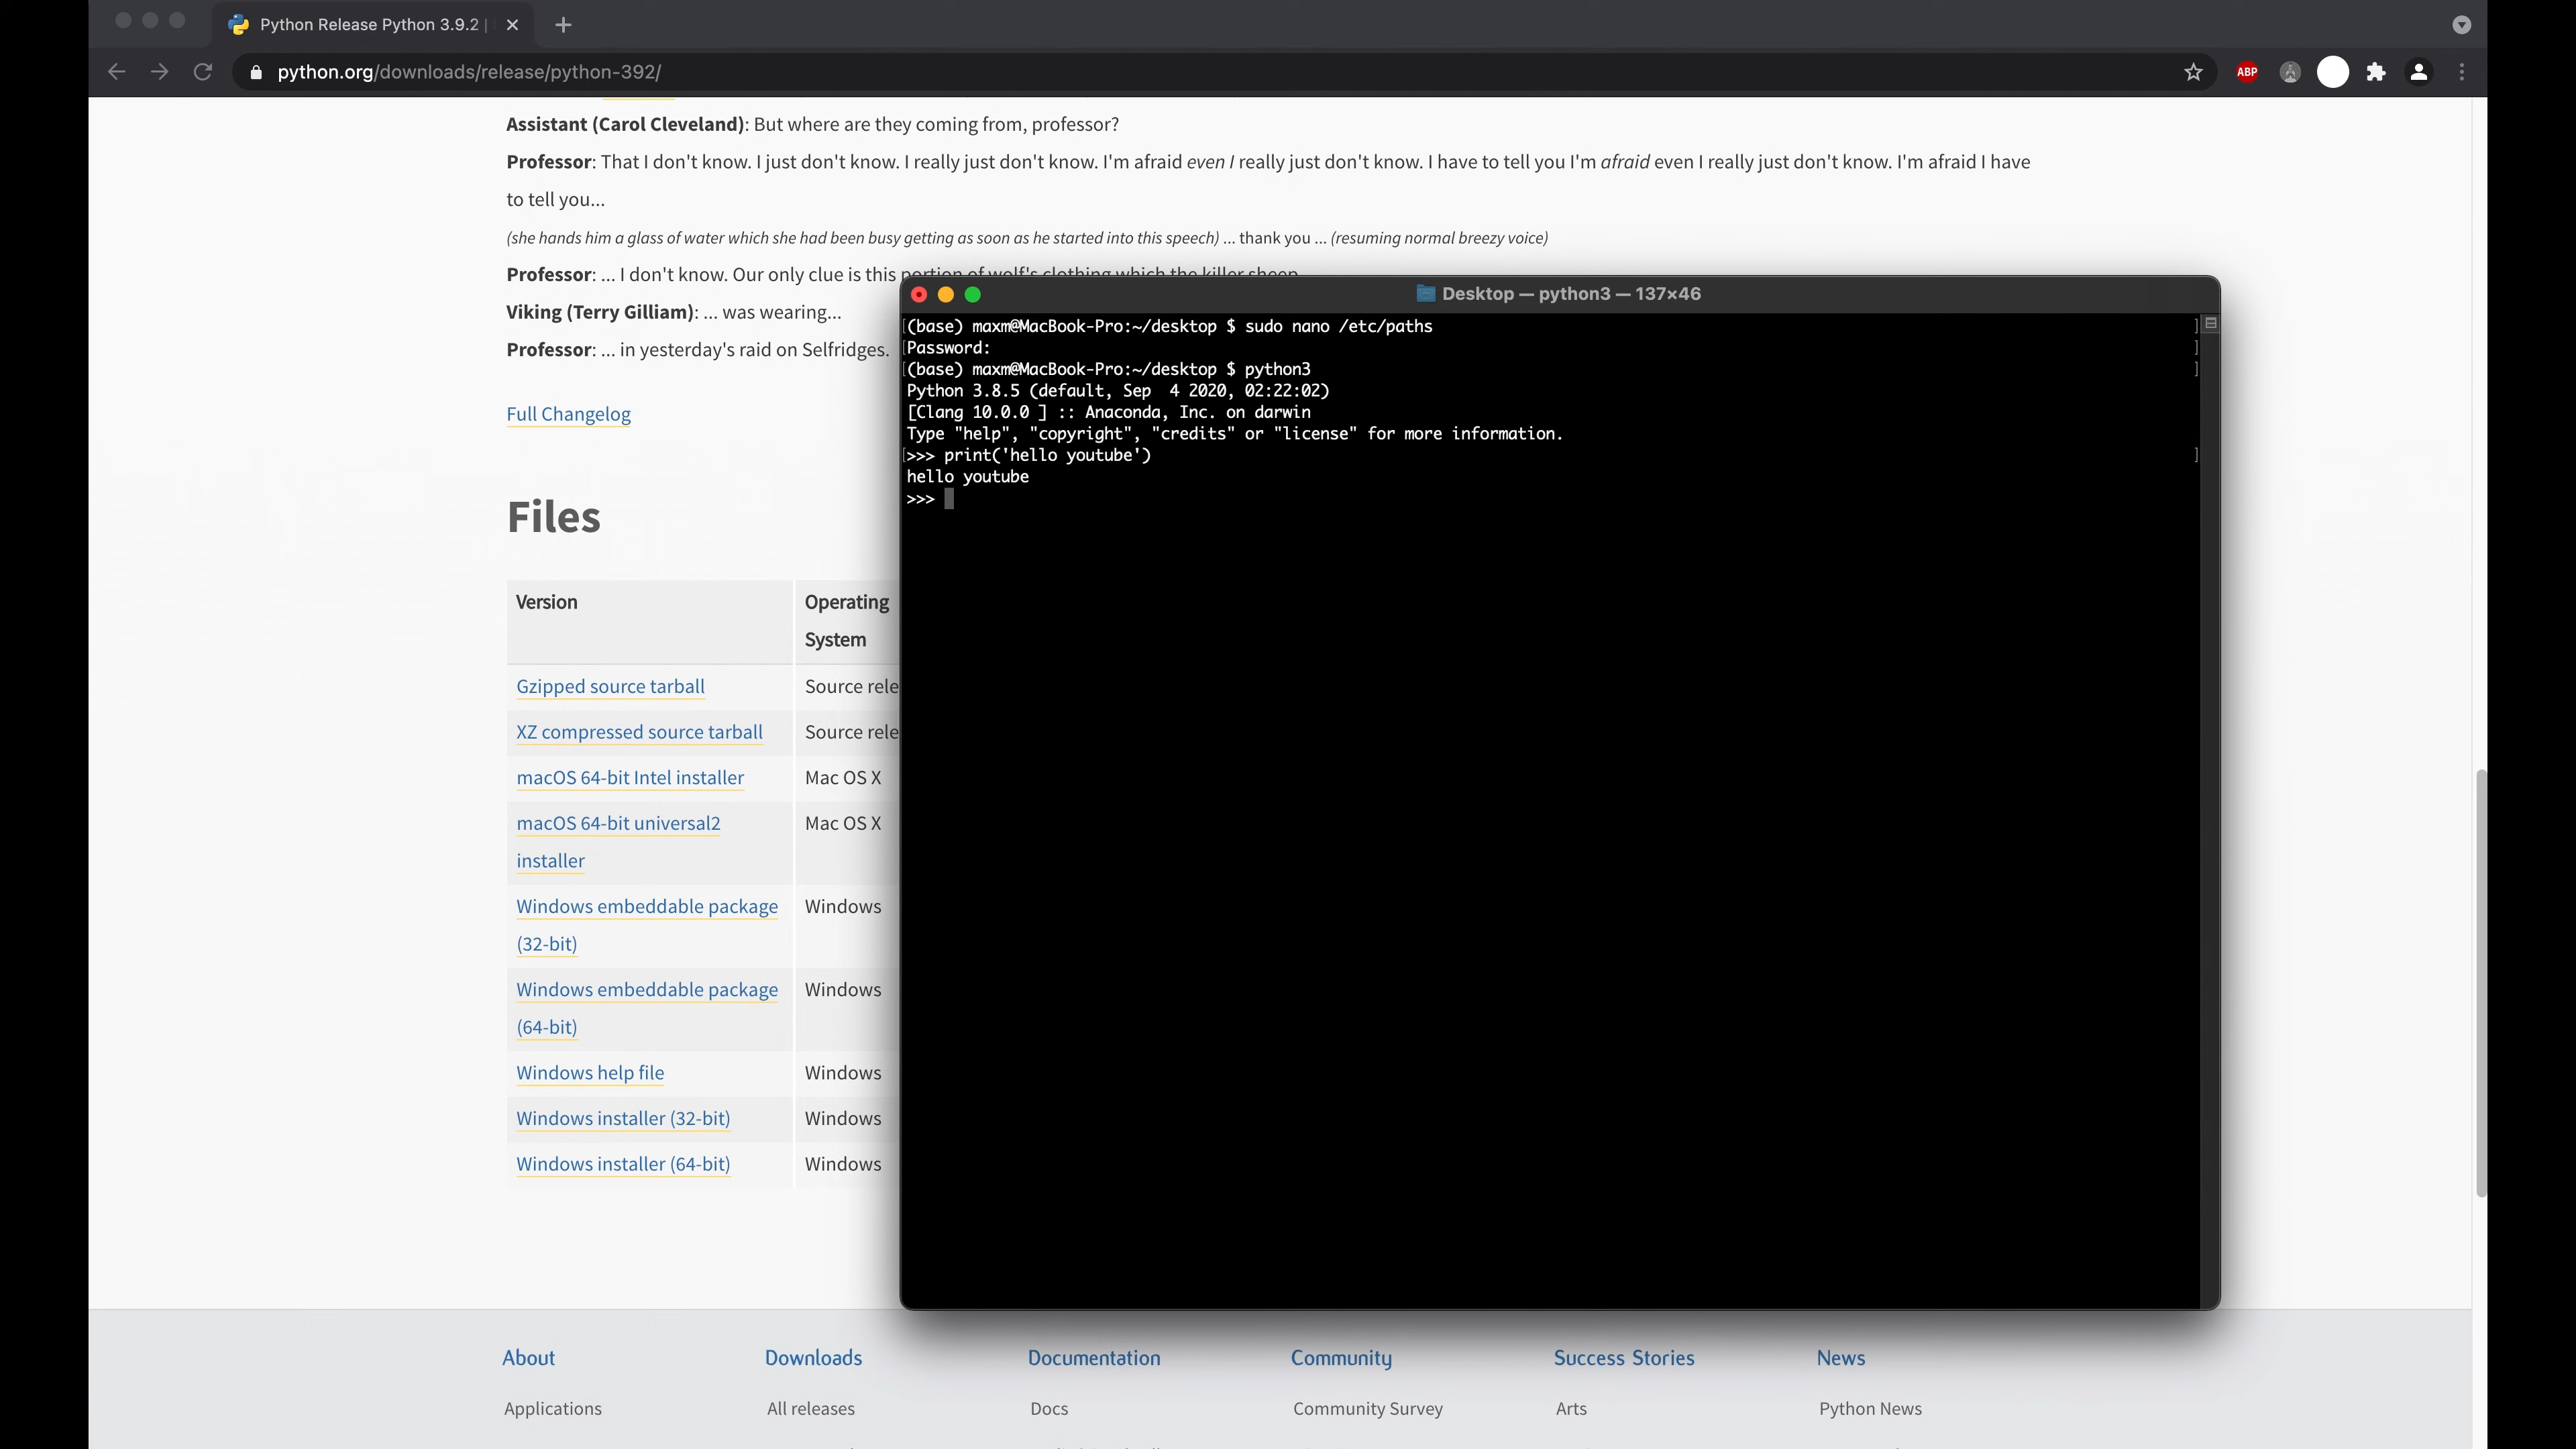 Python Release Python 3.9.2 |
python.org/downloads/release/python-392/
ABP
Assistant (Carol Cleveland): But where are they coming from, professor?
Professor: That I don't know. I just don't know. I really just don't know. I'm afraid even I really just don't know. I have to tell you I'm afraid even I really just don't know. I'm afraid I have
to tell you...
(she hands him a glass of water which she had been busy getting as soon as he started into this speech) ... thank you ... (resuming normal breezy voice)
Professor: ... I don't know. Our only clue is this portion of wolf's clothing which the killer sheep
Viking (Terry Gilliam): ... was wearing...
Professor: ... in yesterday's raid on Selfridges.
Full Changelog
Files
Version
Operating
System
Gzipped source tarball
Source rele
XZ compressed source tarball
Source rele
macOS 64-bit Intel installer
Mac OS X
macOS 64-bit universal2
installer
Mac OS X
Windows embeddable package
(32-bit)
Windows
Windows embeddable package
(64-bit)
Windows
Windows help file
Windows
Windows installer (32-bit)
Windows
Windows installer (64-bit)
Windows
Desktop — python3 — 137×46
(base) maxm@MacBook-Pro:~/desktop $ sudo nano /etc/paths
Password:
(base) maxm@MacBook-Pro:~/desktop $ python3
Python 3.8.5 (default, Sep  4 2020, 02:22:02)
[Clang 10.0.0 ] :: Anaconda, Inc. on darwin
Type "help", "copyright", "credits" or "license" for more information.
>>> print('hello youtube')
hello youtube
>>>
About
Downloads
Documentation
Community
Success Stories
News
Applications
All releases
Docs
Community Survey
Arts
Python News